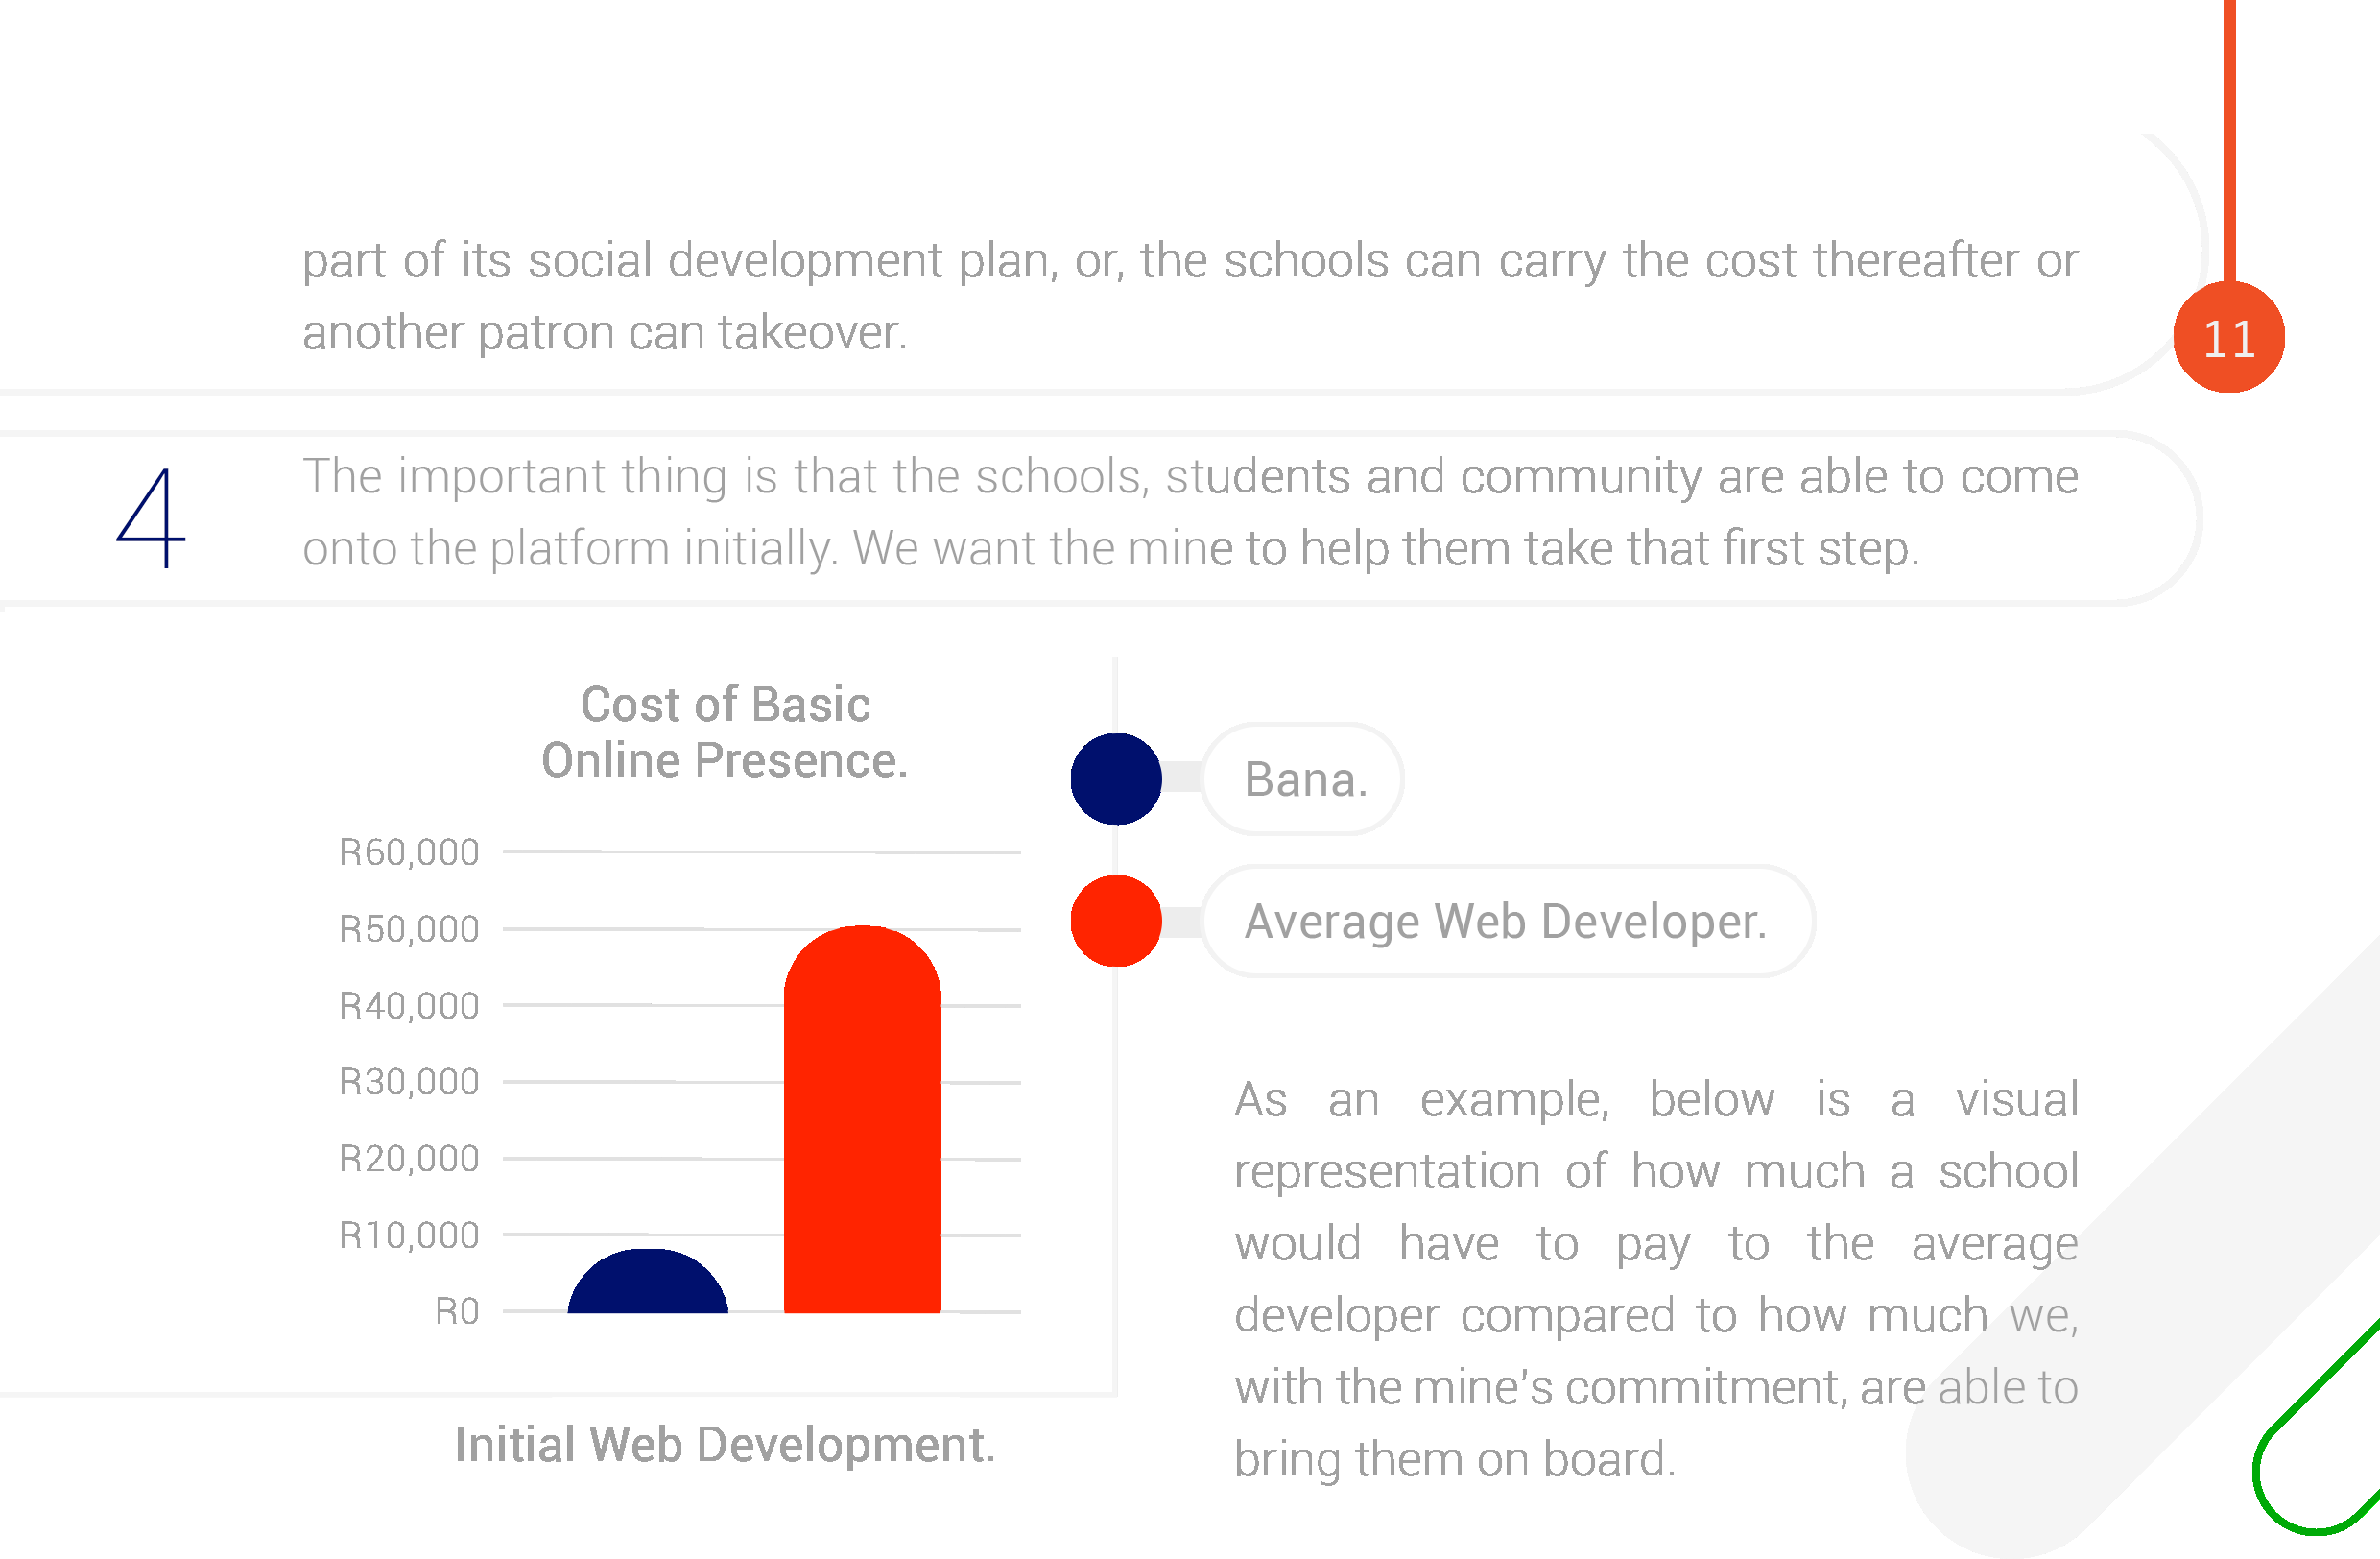 part of its social development plan, or, the schools can carry the cost thereafter or
another patron can takeover.
11
4
The important thing is that the schools, students and community are able to come
onto the platform initially. We want the mine to help them take that first step.
Cost of Basic
Online Presence.
R60,000
R50,000
R40,000
R30,000
R20,000
R10,000
R0
Initial Web Development.
Bana.
Average Web Developer.
As an example, below is a visual
representation of how much a school
would have to pay to the average
developer compared to how much we,
with the mine's commitment, are able to
bring them on board.